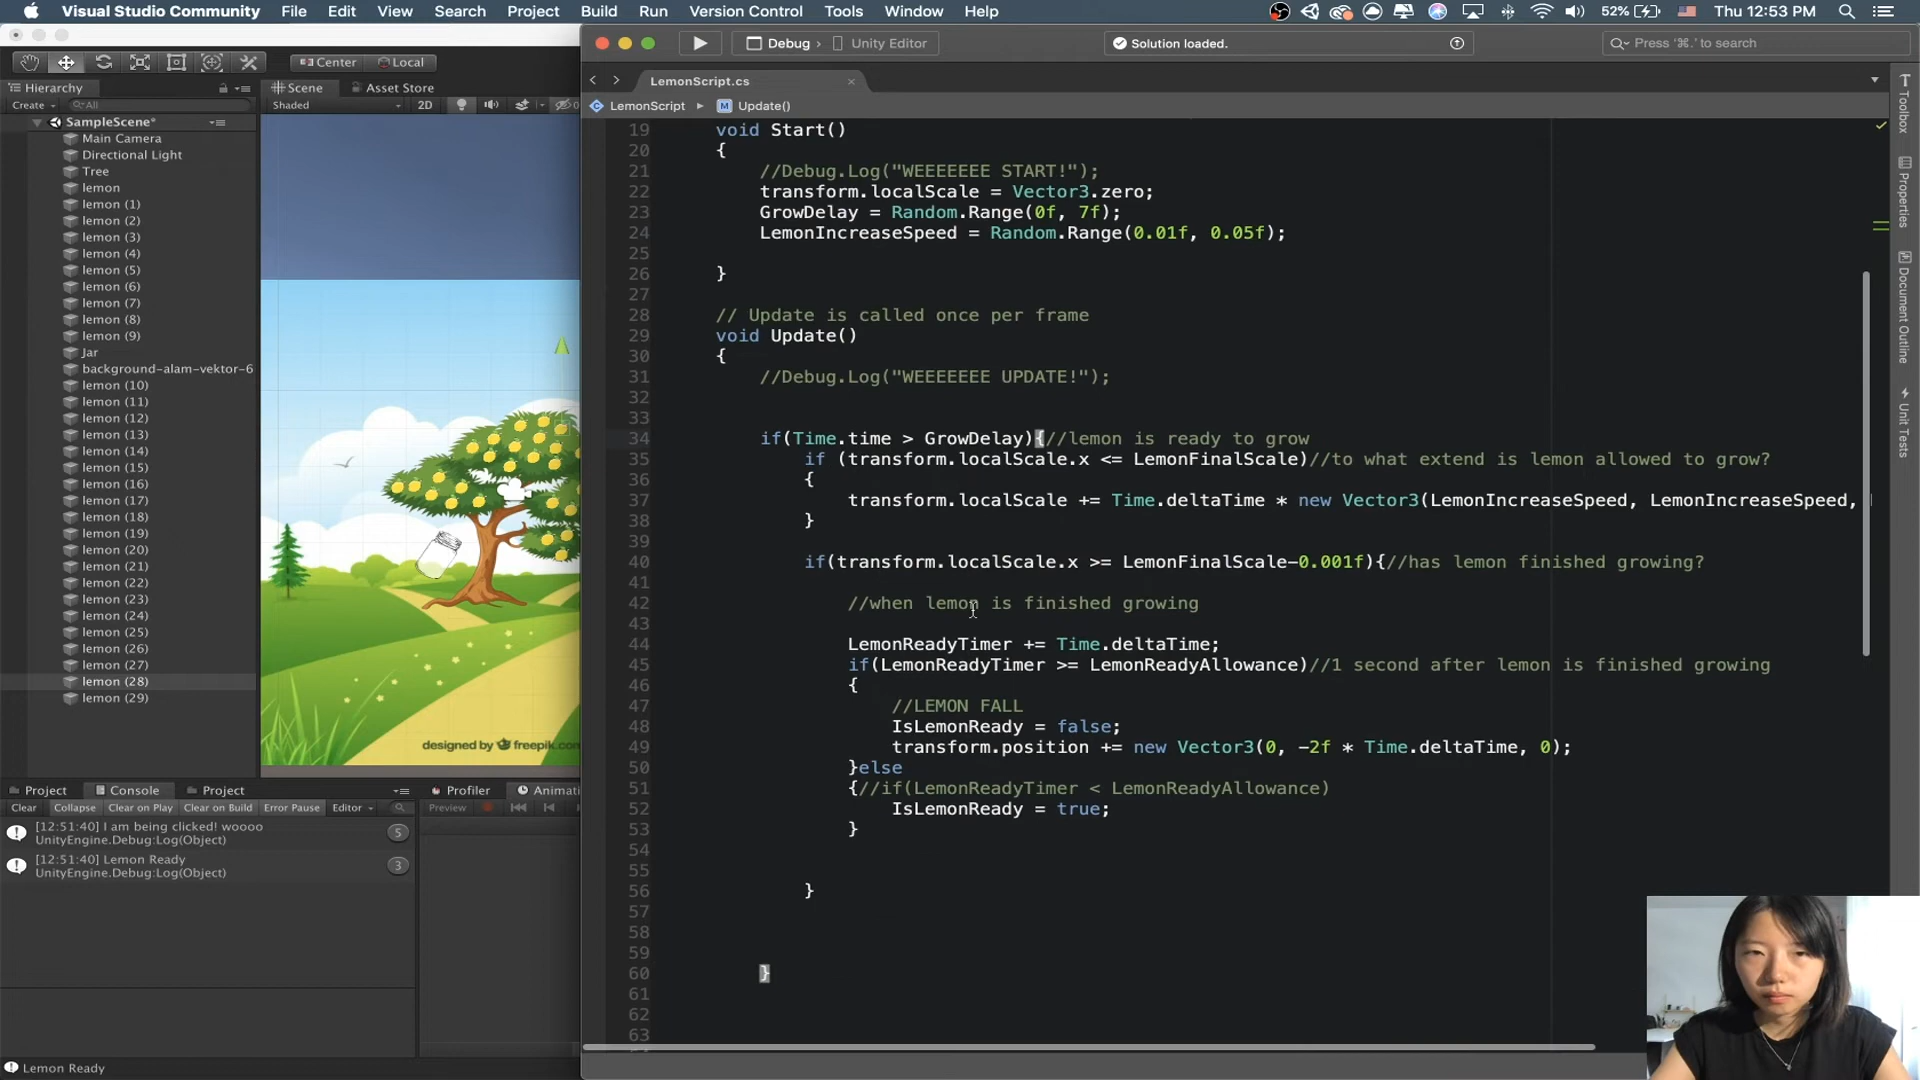 Visual Studio Community File Edit View Search Project Build Run Version Control Tools Window Help 52% Thu 12:53 PM
Debug › Unity Editor Solution loaded. Press ‘⌘.’ to search
Center Local
Hierarchy Scene Asset Store
Create All Shaded 2D 0
SampleScene*
Main Camera
Directional Light
Tree
lemon
lemon (1)
lemon (2)
lemon (3)
lemon (4)
lemon (5)
lemon (6)
lemon (7)
lemon (8)
lemon (9)
Jar
background-alam-vektor-6
lemon (10)
lemon (11)
lemon (12)
lemon (13)
lemon (14)
lemon (15)
lemon (16)
lemon (17)
lemon (18)
lemon (19)
lemon (20)
lemon (21)
lemon (22)
lemon (23)
lemon (24)
lemon (25)
lemon (26)
lemon (27)
lemon (28)
lemon (29)
designed by freepik.com
Project Console Project
Clear Collapse Clear on Play Clear on Build Error Pause Editor
[12:51:40] I am being clicked! woooo
UnityEngine.Debug:Log(Object)
5
[12:51:40] Lemon Ready
UnityEngine.Debug:Log(Object)
3
Lemon Ready
Profiler Animati
Preview
LemonScript.cs
LemonScript Update()
19 void Start()
20 {
21 //Debug.Log("WEEEEEEE START!");
22 transform.localScale = Vector3.zero;
23 GrowDelay = Random.Range(0f, 7f);
24 LemonIncreaseSpeed = Random.Range(0.01f, 0.05f);
25
26 }
27
28 // Update is called once per frame
29 void Update()
30 {
31 //Debug.Log("WEEEEEEE UPDATE!");
32
33
34 if(Time.time > GrowDelay){//lemon is ready to grow
35 if (transform.localScale.x <= LemonFinalScale)//to what extend is lemon allowed to grow?
36 {
37 transform.localScale += Time.deltaTime * new Vector3(LemonIncreaseSpeed, LemonIncreaseSpeed,
38 }
39
40 if(transform.localScale.x >= LemonFinalScale-0.001f){//has lemon finished growing?
41
42 //when lemon is finished growing
43
44 LemonReadyTimer += Time.deltaTime;
45 if(LemonReadyTimer >= LemonReadyAllowance)//1 second after lemon is finished growing
46 {
47 //LEMON FALL
48 IsLemonReady = false;
49 transform.position += new Vector3(0, -2f * Time.deltaTime, 0);
50 }else
51 {//if(LemonReadyTimer < LemonReadyAllowance)
52 IsLemonReady = true;
53 }
54
55
56 }
57
58
59
60 }
61
62
63
Toolbox
Properties
Document Outline
Unit Tests